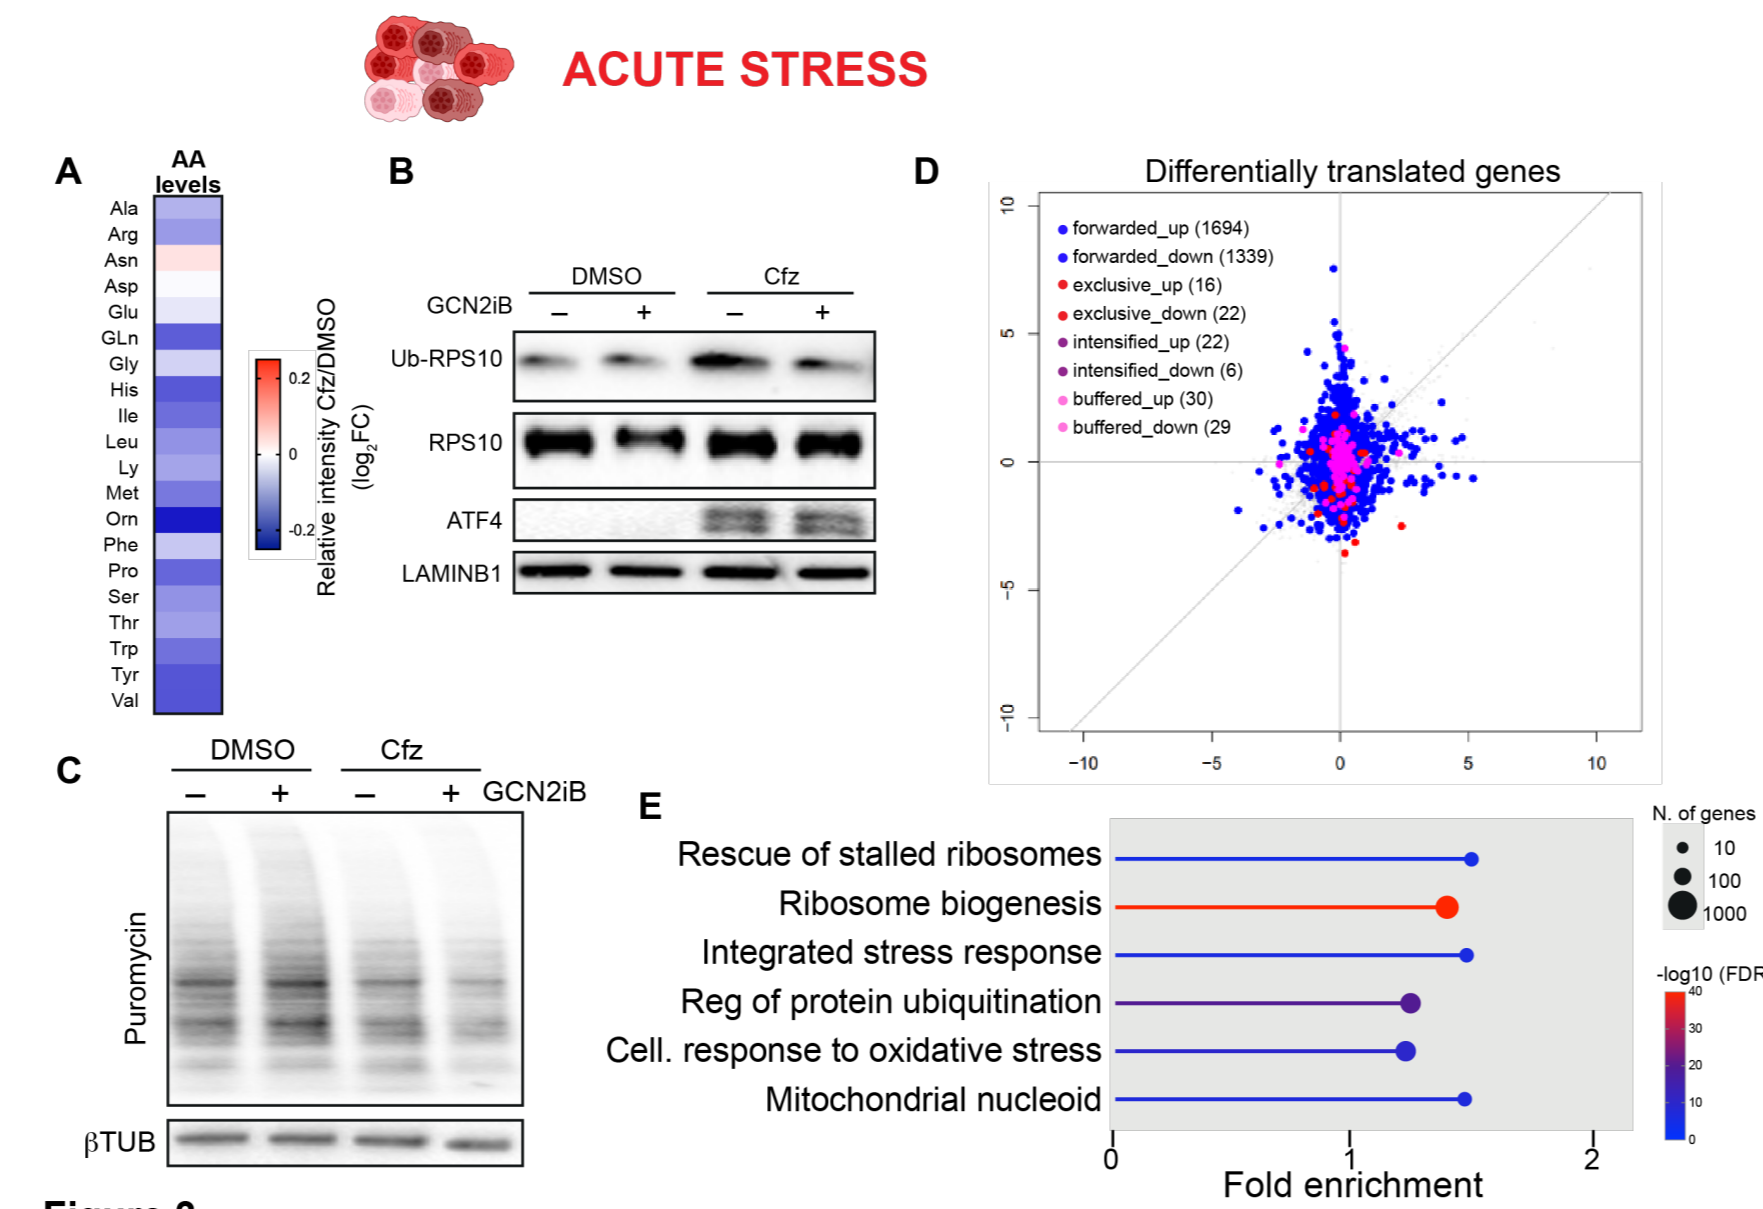 ACUTE STRESS
A
AA
levels
Ala
Arg
Asn
Asp
Glu
GLn
Gly
His
Ile
Leu
Ly
Met
Orn
Phe
Pro
Ser
Thr
Trp
Tyr
Val
0.2
0
-0.2
Relative intensity Cfz/DMSO
(log2FC)
B
DMSO
Cfz
GCN2iB
– + – +
Ub-RPS10
RPS10
ATF4
LAMINB1
C
DMSO
Cfz
– + – + GCN2iB
Puromycin
βTUB
D
Differentially translated genes
forwarded_up (1694)
forwarded_down (1339)
exclusive_up (16)
exclusive_down (22)
intensified_up (22)
intensified_down (6)
buffered_up (30)
buffered_down (29
10
5
0
−5
−10
−10 −5 0 5 10
E
Rescue of stalled ribosomes
Ribosome biogenesis
Integrated stress response
Reg of protein ubiquitination
Cell. response to oxidative stress
Mitochondrial nucleoid
0 1 2
Fold enrichment
N. of genes
10
100
1000
-log10 (FDR
40
30
20
10
0